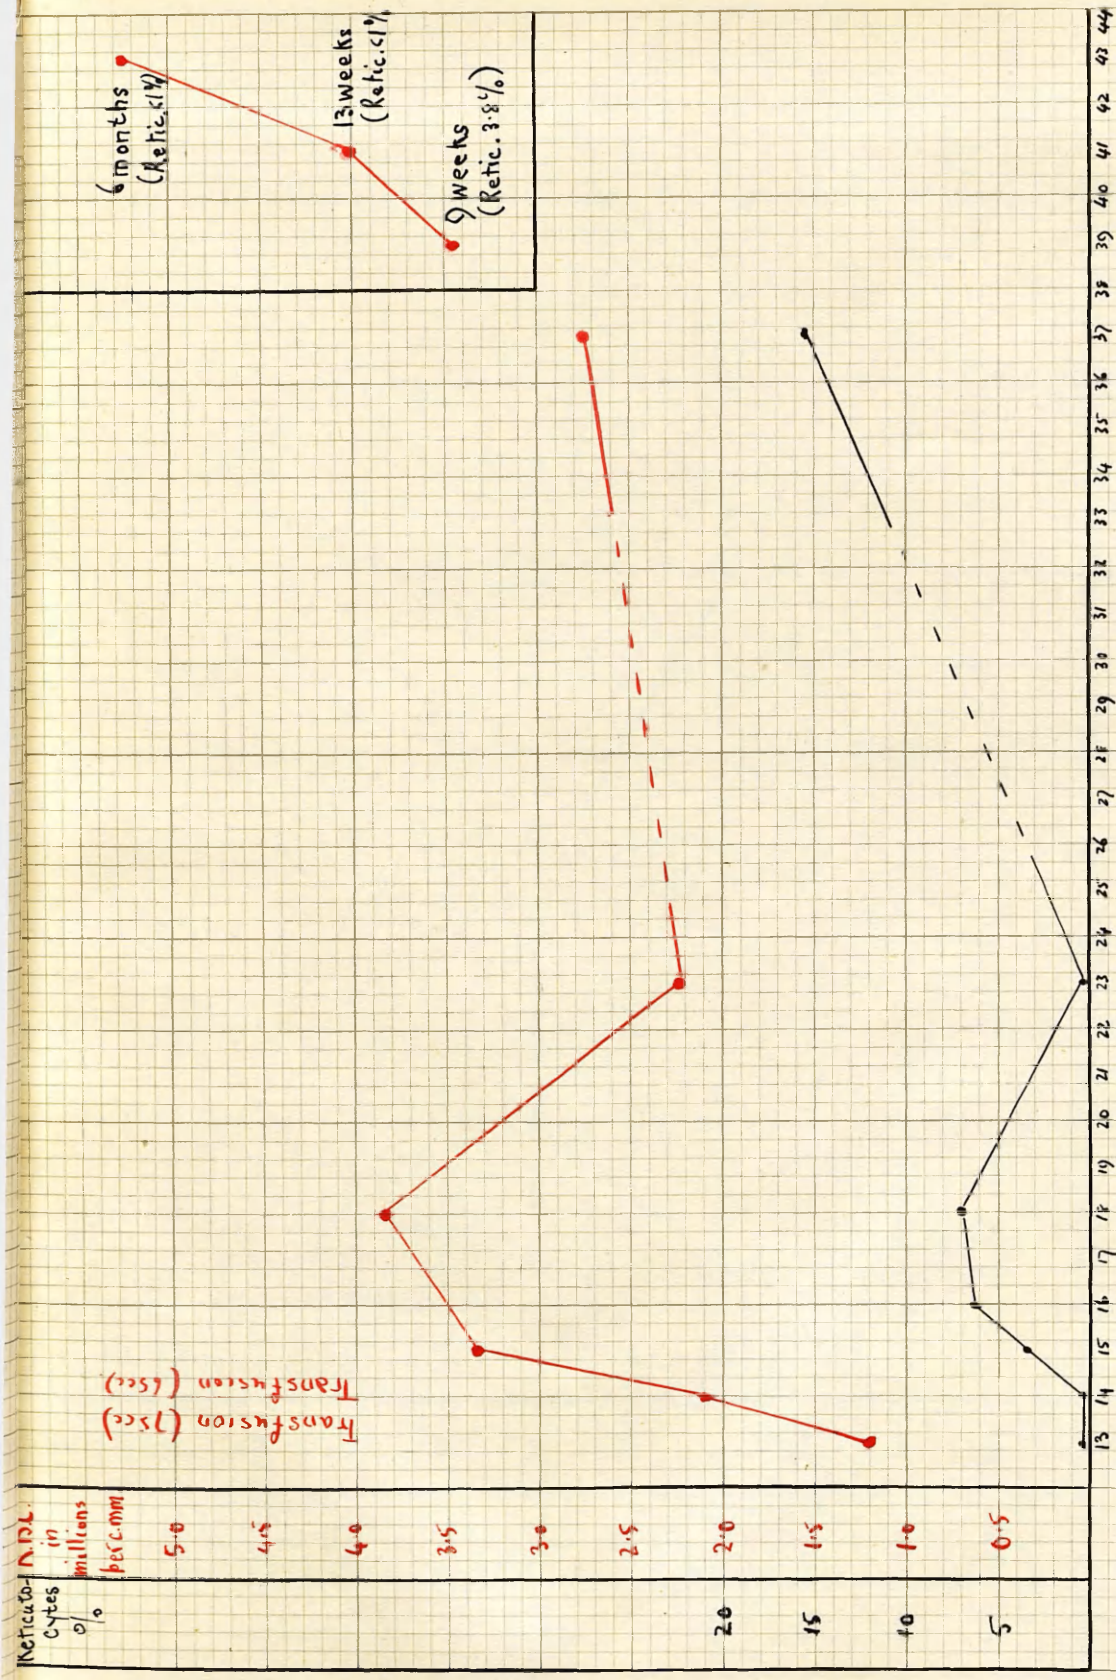 Reticulo-
cytes
%
R.B.C.
in
millions
per c.mm
5.0
4.5
4.0
3.5
3.0
2.5
2.0
1.5
1.0
0.5
20
15
10
5
Transfusion (75cc)
Transfusion (65cc)
6 months
(Retic.<1%)
13 weeks
(Retic.<1%
9 weeks
(Retic. 3.8%)
13 14 15 16 17 18 19 20 21 22 23 24 25 26 27 28 29 30 31 32 33 34 35 36 37 38 39 40 41 42 43 44